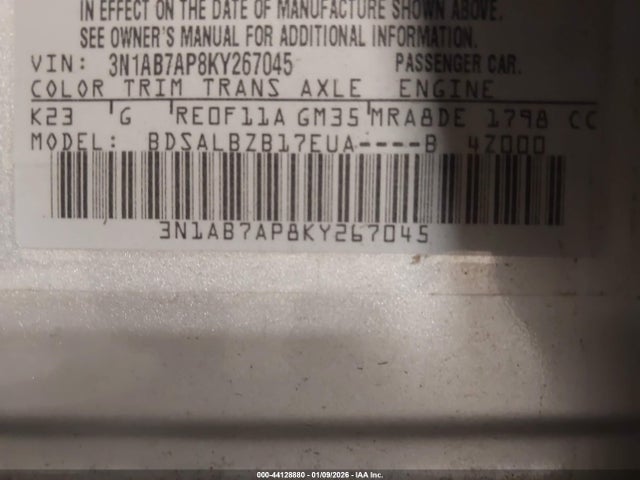 IN EFFECT ON THE DATE OF MANUFACTURE SHOWN ABOVE.
SEE OWNER'S MANUAL FOR ADDITIONAL INFORMATION.
VIN: 3N1AB7AP8KY267045 PASSENGER CAR.
COLOR TRIM TRANS AXLE ENGINE
K23 G RE0F11A GM35 MRA8DE 1798 CC
MODEL: BDSALBZB17EUA----B 4Z000
3N1AB7AP8KY267045
000-44128880 - 01/09/2026 - IAA Inc.